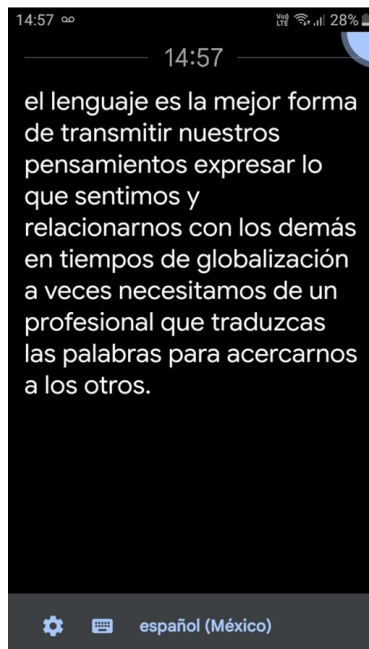 14:57 28%
14:57
el lenguaje es la mejor forma
de transmitir nuestros
pensamientos expresar lo
que sentimos y
relacionarnos con los demás
en tiempos de globalización
a veces necesitamos de un
profesional que traduzcas
las palabras para acercarnos
a los otros.
español (México)